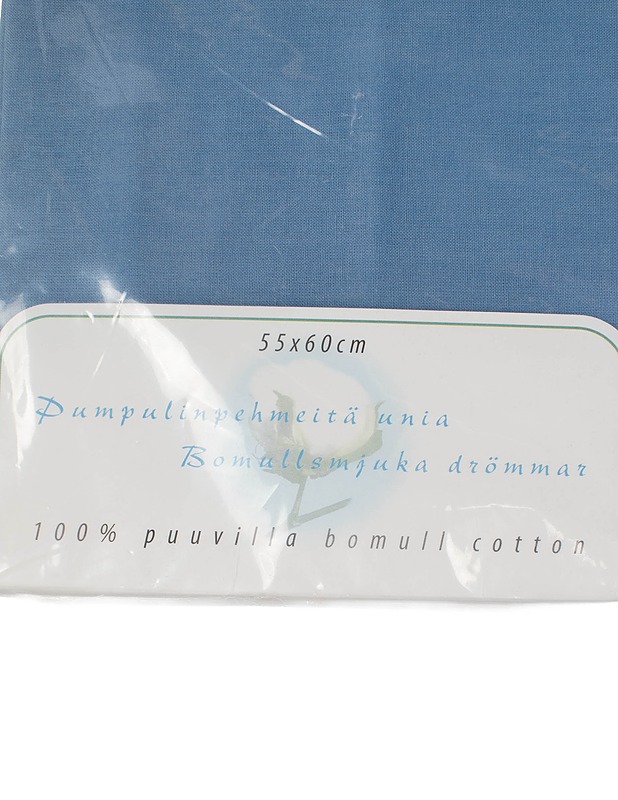 55x60cm
Pumpulinpehmeitä unia
Bomullsmjuka drömmar
100% puuvilla bomull cotton